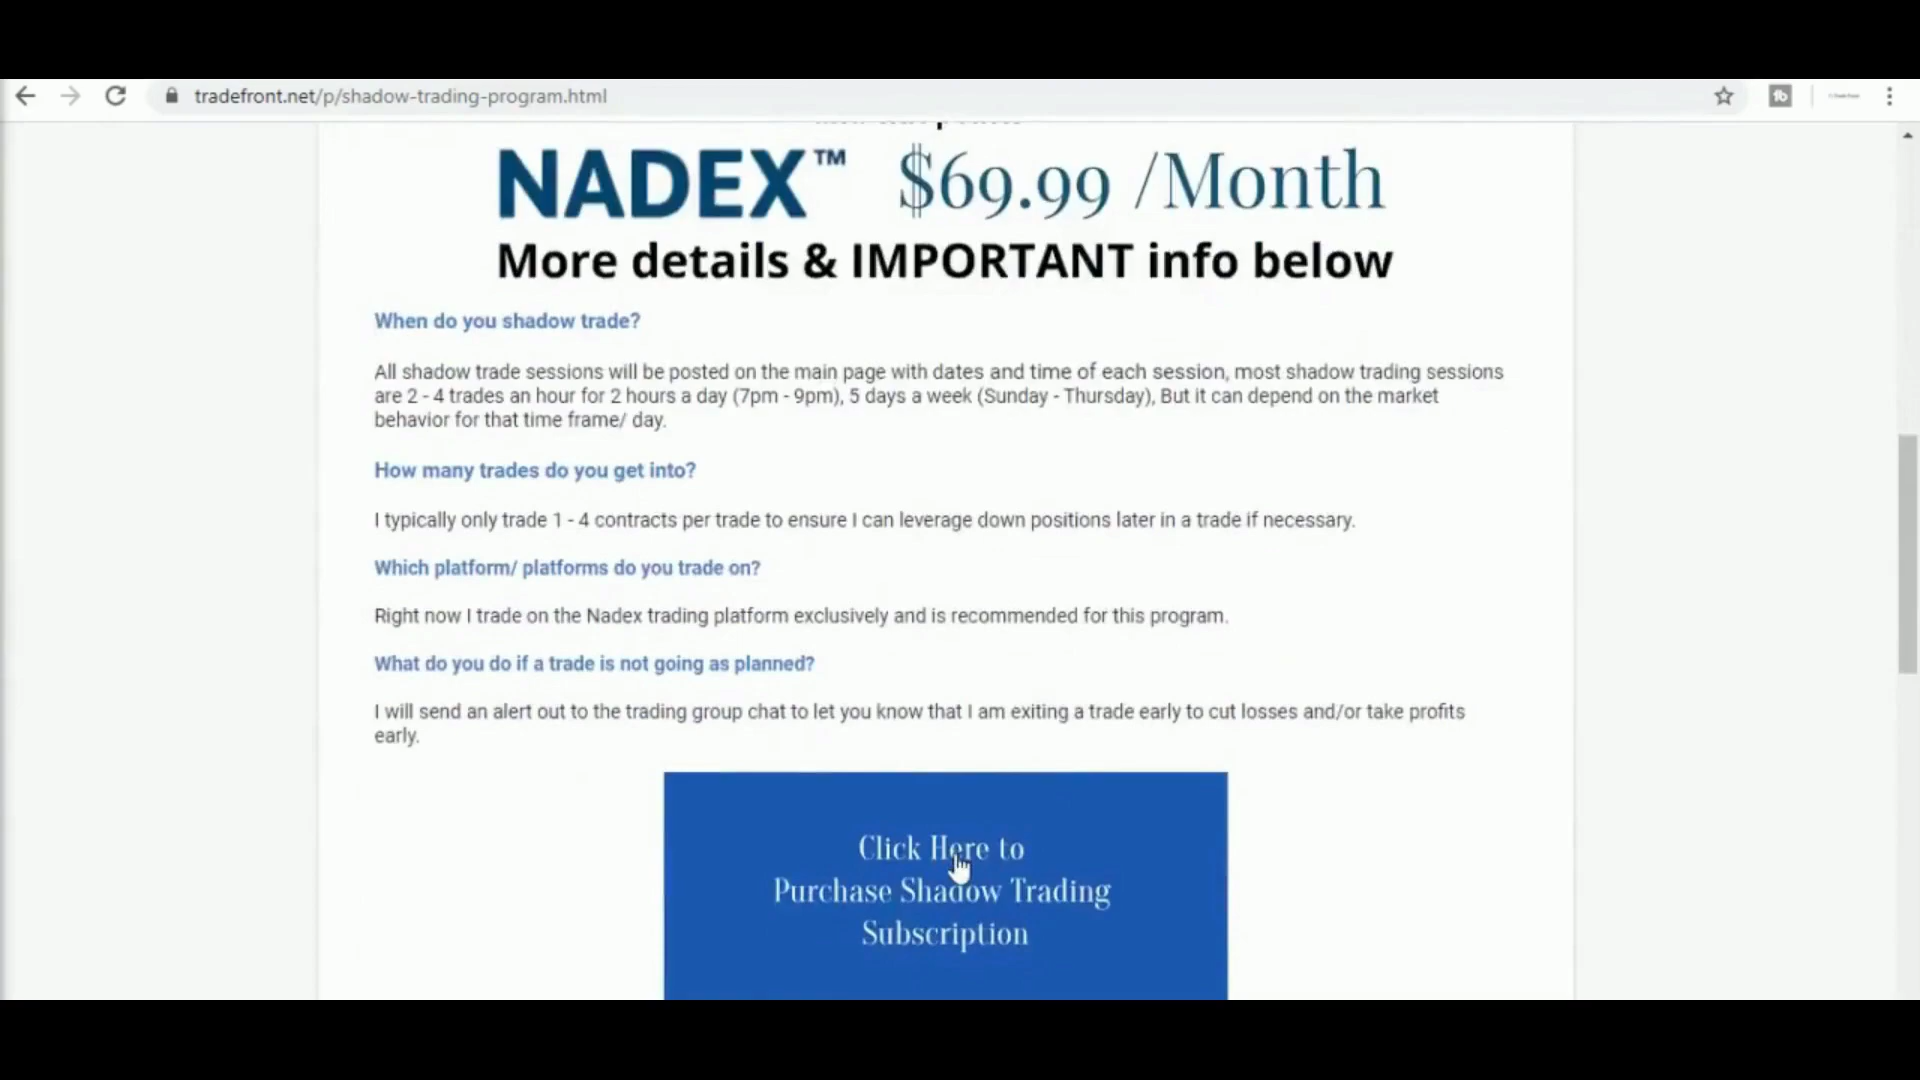 tradefront.net/p/shadow-trading-program.html
NADEX™ $69.99 /Month
More details & IMPORTANT info below
When do you shadow trade?
All shadow trade sessions will be posted on the main page with dates and time of each session, most shadow trading sessions
are 2 - 4 trades an hour for 2 hours a day (7pm - 9pm), 5 days a week (Sunday - Thursday), But it can depend on the market
behavior for that time frame/ day.
How many trades do you get into?
I typically only trade 1 - 4 contracts per trade to ensure I can leverage down positions later in a trade if necessary.
Which platform/ platforms do you trade on?
Right now I trade on the Nadex trading platform exclusively and is recommended for this program.
What do you do if a trade is not going as planned?
I will send an alert out to the trading group chat to let you know that I am exiting a trade early to cut losses and/or take profits
early.
Click Here to
Purchase Shadow Trading
Subscription